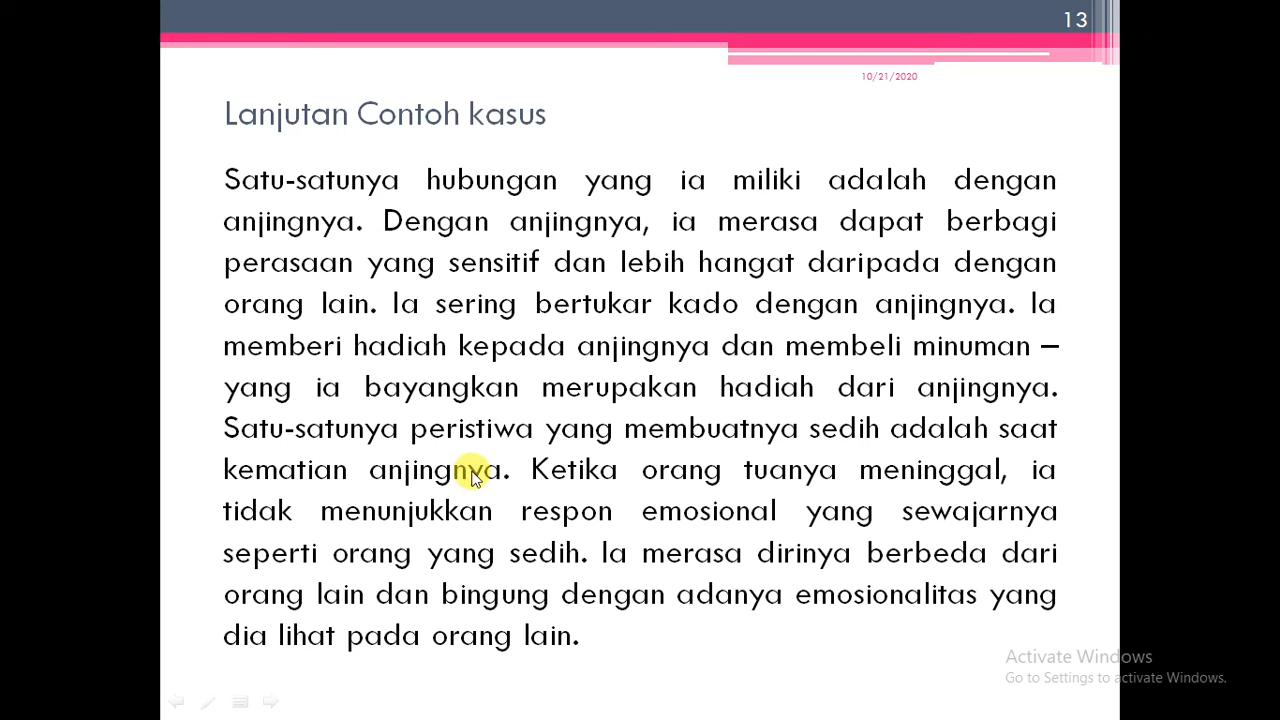 13
10/21/2020
Lanjutan Contoh kasus
Satu-satunya hubungan yang ia miliki adalah dengan
anjingnya. Dengan anjingnya, ia merasa dapat berbagi
perasaan yang sensitif dan lebih hangat daripada dengan
orang lain. Ia sering bertukar kado dengan anjingnya. Ia
memberi hadiah kepada anjingnya dan membeli minuman –
yang ia bayangkan merupakan hadiah dari anjingnya.
Satu-satunya peristiwa yang membuatnya sedih adalah saat
kematian anjingnya. Ketika orang tuanya meninggal, ia
tidak menunjukkan respon emosional yang sewajarnya
seperti orang yang sedih. Ia merasa dirinya berbeda dari
orang lain dan bingung dengan adanya emosionalitas yang
dia lihat pada orang lain.
Activate Windows
Go to Settings to activate Windows.